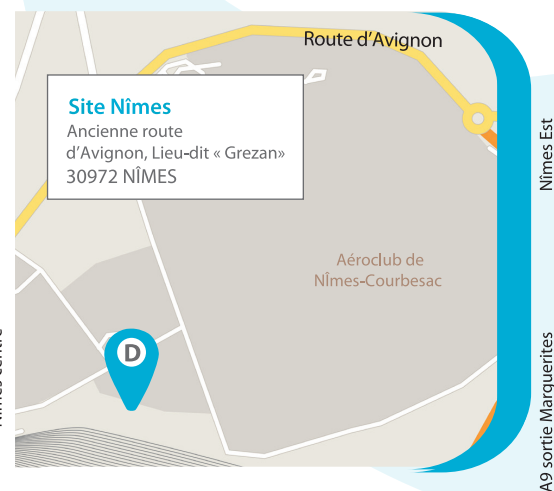 Route d'Avignon
Site Nîmes
Ancienne route
d'Avignon, Lieu-dit « Grezan»
30972 NÎMES
Nîmes Est
Aéroclub de
NÎmes-Courbesac
D
A9 sortie Marguerites